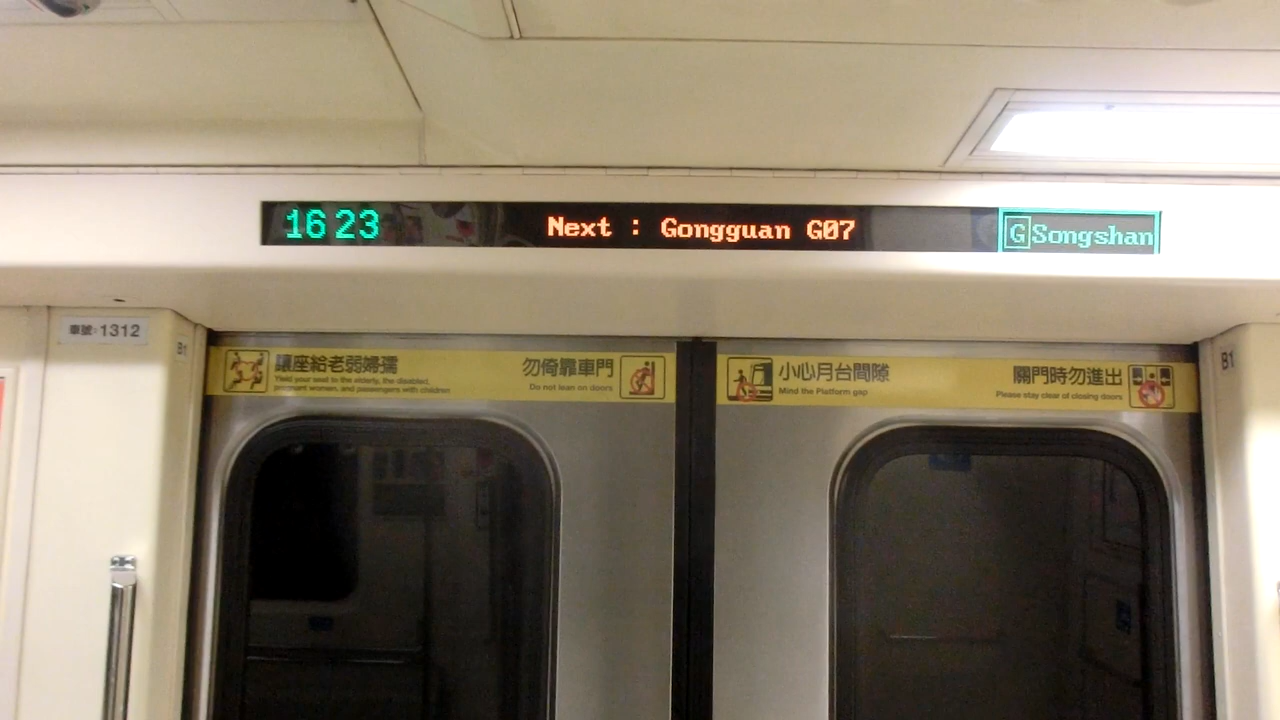 16 23
Next : Gongguan G07
G Songshan
車號:1312
B1
讓座給老弱婦孺
Yield your seat to the elderly, the disabled,
pregnant women, and passengers with children
勿倚靠車門
Do not lean on doors
小心月台間隙
Mind the Platform gap
關門時勿進出
Please stay clear of closing doors
B1